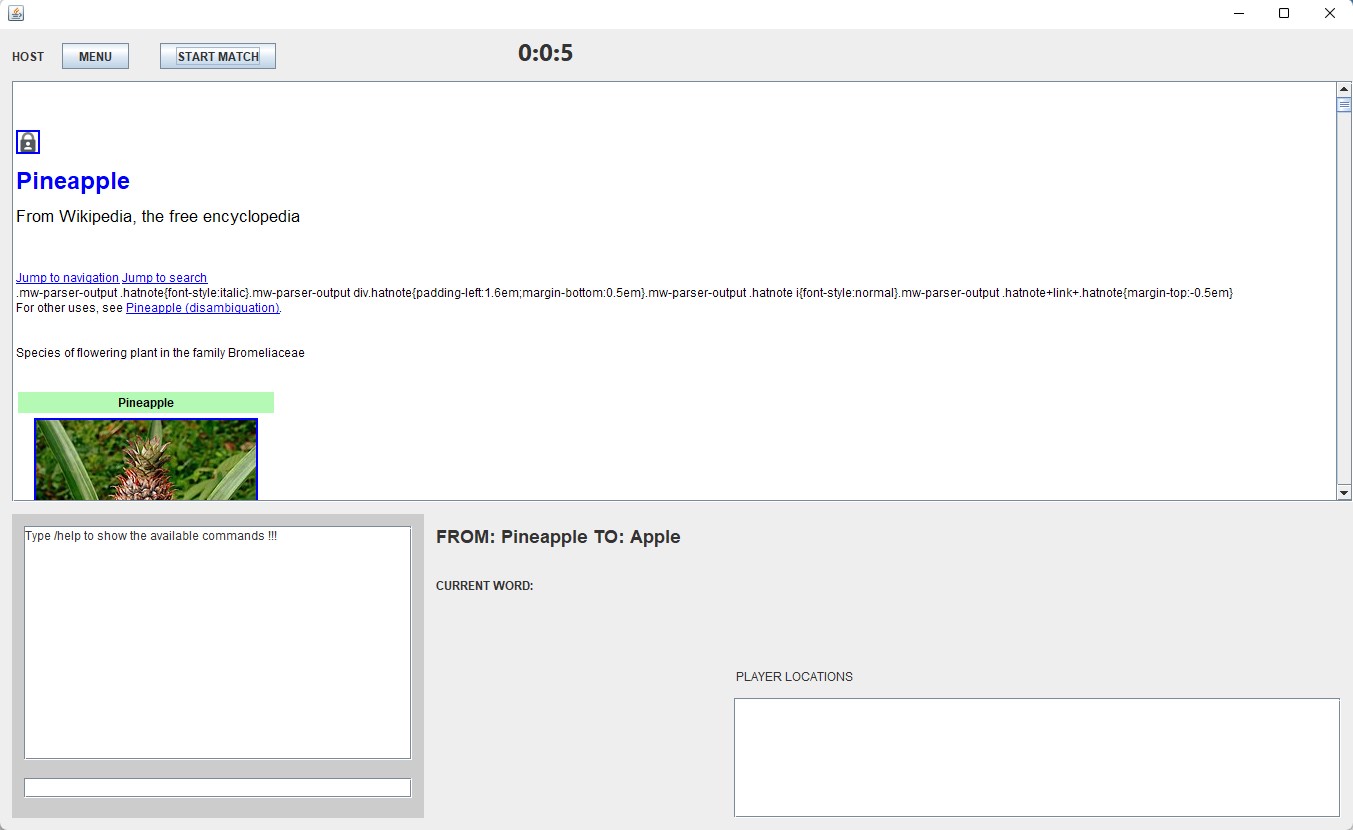 HOST MENU START MATCH 0:0:5
Pineapple
From Wikipedia, the free encyclopedia
Jump to navigation Jump to search
.mw-parser-output .hatnote{font-style:italic}.mw-parser-output div.hatnote{padding-left:1.6em;margin-bottom:0.5em}.mw-parser-output .hatnote i{font-style:normal}.mw-parser-output .hatnote+link+.hatnote{margin-top:-0.5em}
For other uses, see Pineapple (disambiguation).
Species of flowering plant in the family Bromeliaceae
Pineapple
Type /help to show the available commands !!!
FROM: Pineapple TO: Apple
CURRENT WORD:
PLAYER LOCATIONS